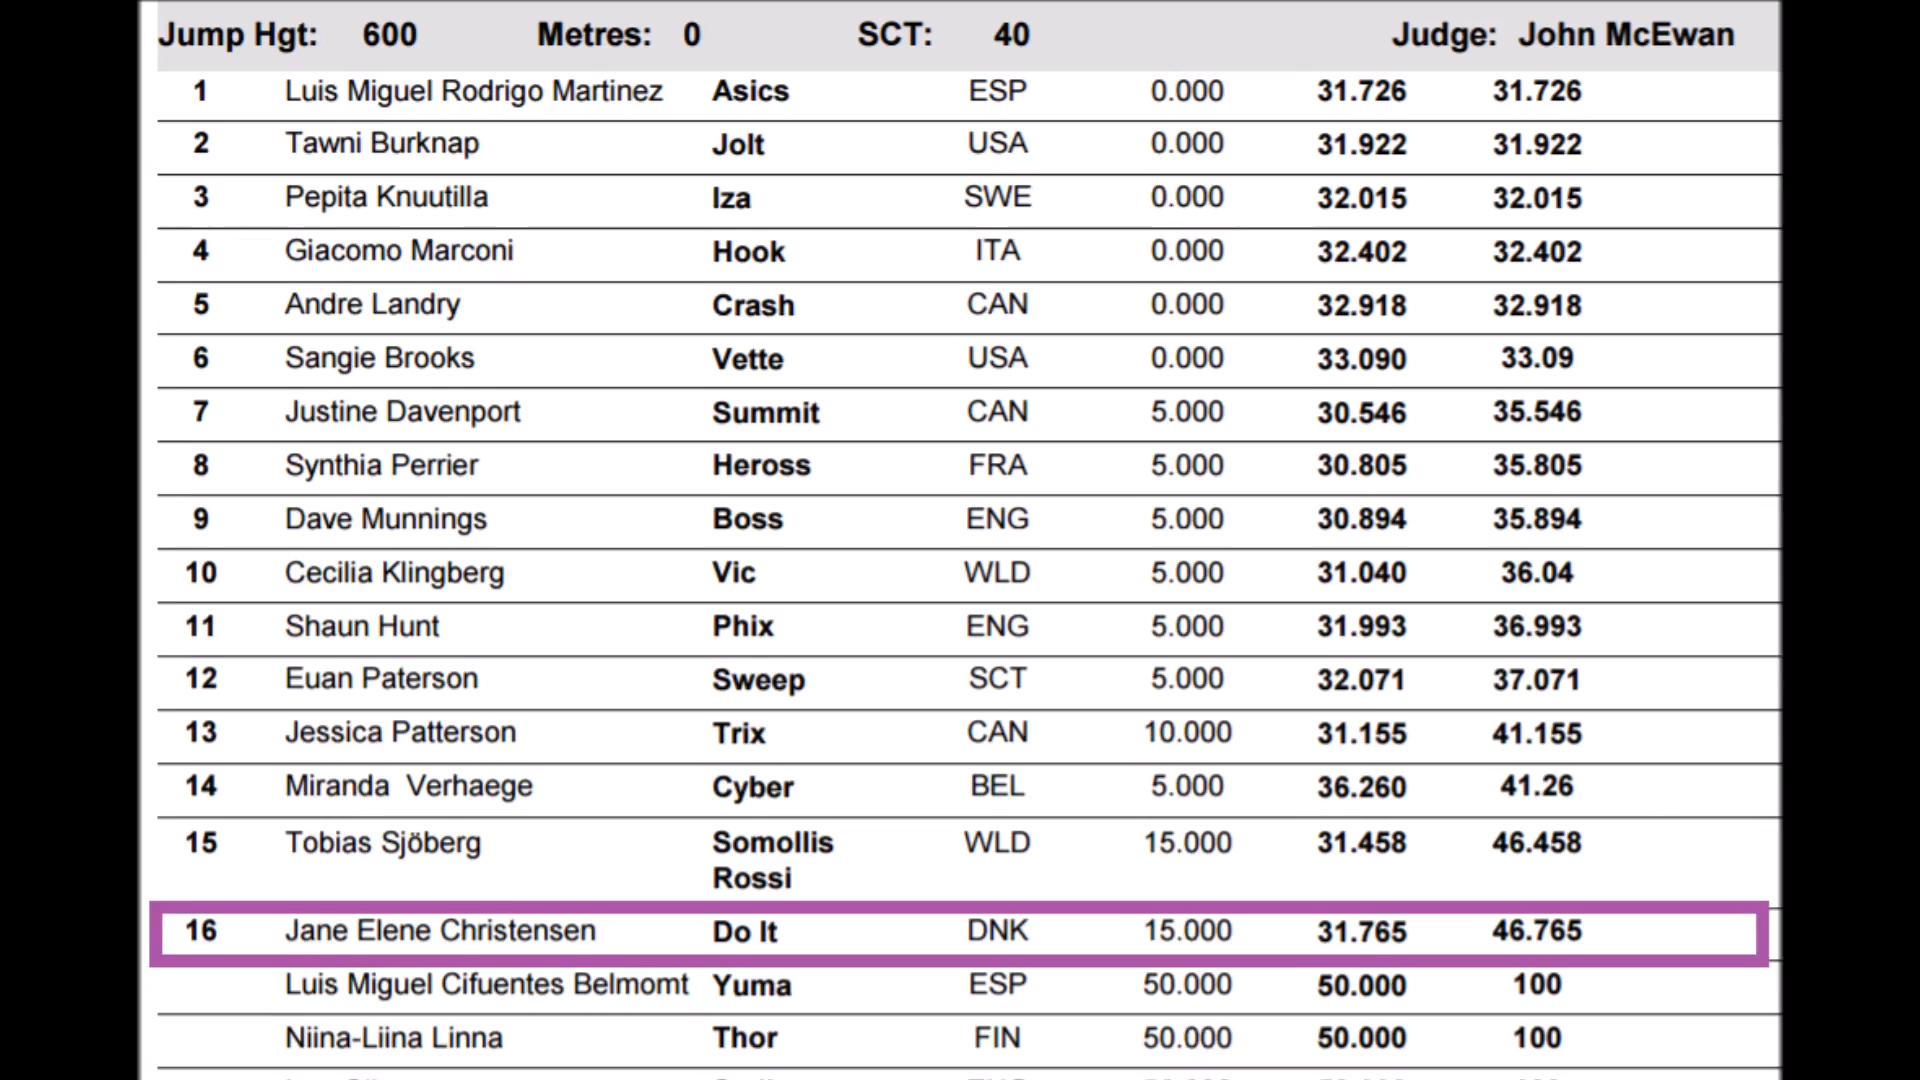 Jump Hgt: 600 Metres: 0 SCT: 40 Judge: John McEwan
1 Luis Miguel Rodrigo Martinez Asics ESP 0.000 31.726 31.726
2 Tawni Burknap Jolt USA 0.000 31.922 31.922
3 Pepita Knuutilla Iza SWE 0.000 32.015 32.015
4 Giacomo Marconi Hook ITA 0.000 32.402 32.402
5 Andre Landry Crash CAN 0.000 32.918 32.918
6 Sangie Brooks Vette USA 0.000 33.090 33.09
7 Justine Davenport Summit CAN 5.000 30.546 35.546
8 Synthia Perrier Heross FRA 5.000 30.805 35.805
9 Dave Munnings Boss ENG 5.000 30.894 35.894
10 Cecilia Klingberg Vic WLD 5.000 31.040 36.04
11 Shaun Hunt Phix ENG 5.000 31.993 36.993
12 Euan Paterson Sweep SCT 5.000 32.071 37.071
13 Jessica Patterson Trix CAN 10.000 31.155 41.155
14 Miranda Verhaege Cyber BEL 5.000 36.260 41.26
15 Tobias Sjöberg Somollis WLD 15.000 31.458 46.458
Rossi
16 Jane Elene Christensen Do It DNK 15.000 31.765 46.765
Luis Miguel Cifuentes Belmomt Yuma ESP 50.000 50.000 100
Niina-Liina Linna Thor FIN 50.000 50.000 100